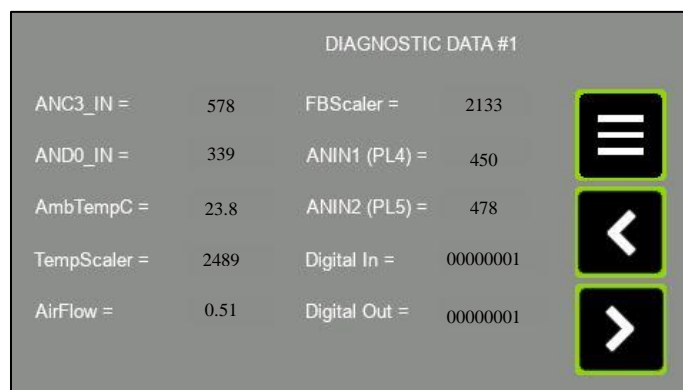 DIAGNOSTIC DATA #1
ANC3_IN = 578 FBScaler = 2133
AND0_IN = 339 ANIN1 (PL4) = 450
AmbTempC = 23.8 ANIN2 (PL5) = 478
TempScaler = 2489 Digital In = 00000001
AirFlow = 0.51 Digital Out = 00000001